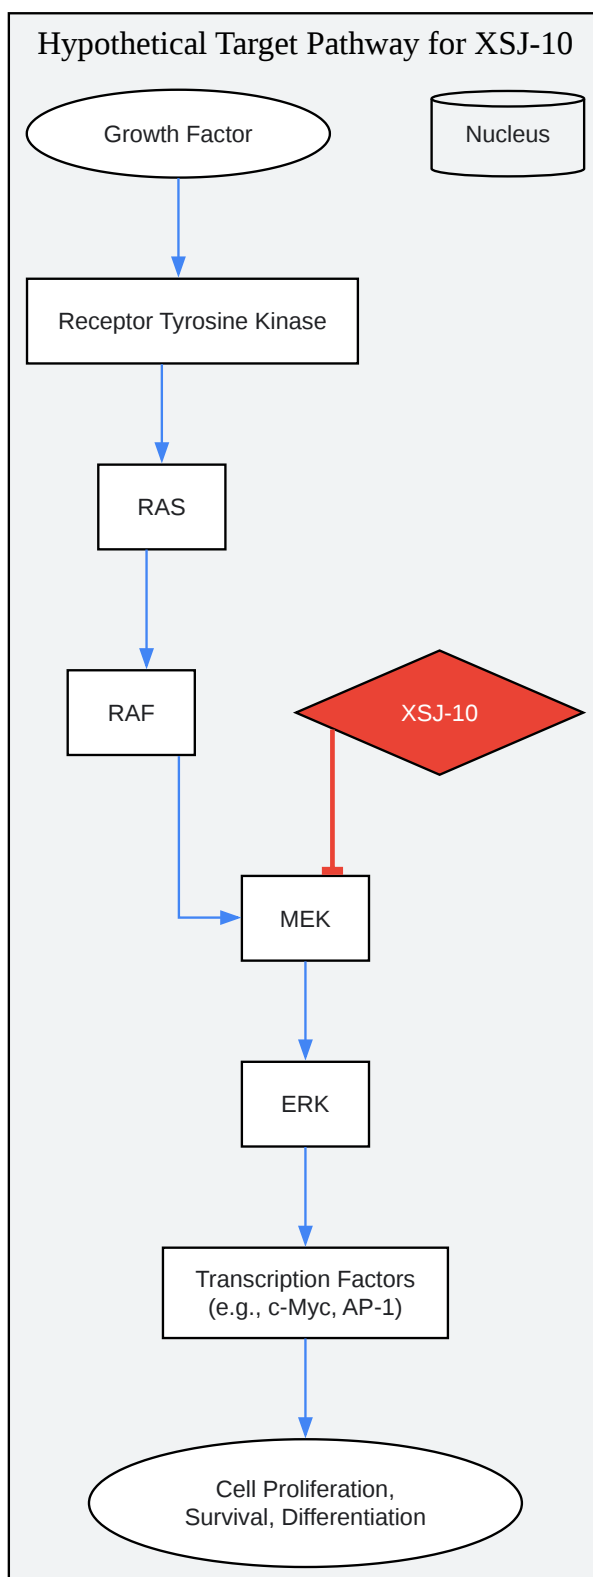 Hypothetical Target Pathway for XSJ-10
Growth Factor
Nucleus
Receptor Tyrosine Kinase
RAS
RAF
XSJ-10
MEK
ERK
Transcription Factors
(e.g., c-Myc, AP-1)
Cell Proliferation,
Survival, Differentiation